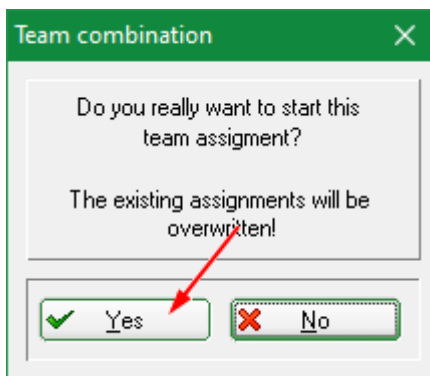 Team combination
Do you really want to start this
team assigment?
The existing assignments will be
overwritten!
Yes
No